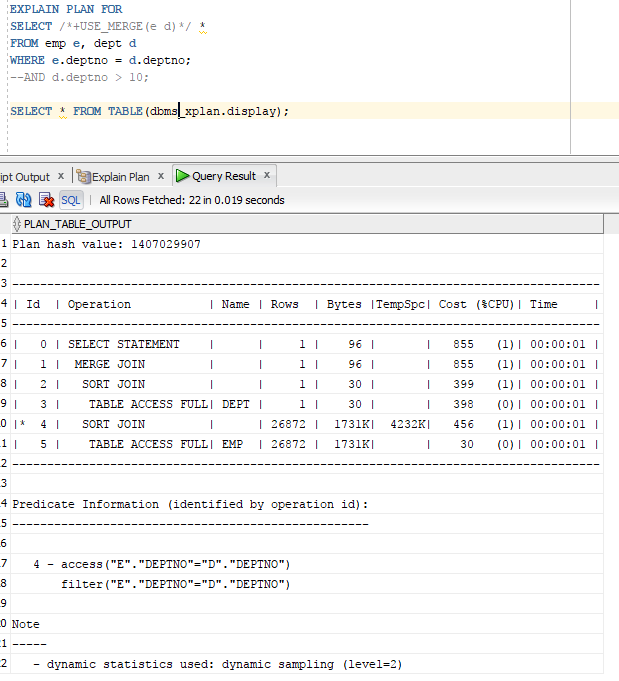 EXPLAIN PLAN FOR
SELECT /*+USE_MERGE(e d)*/ *
FROM emp e, dept d
WHERE e.deptno = d.deptno;
--AND d.deptno > 10;
SELECT * FROM TABLE(dbms_xplan.display);
ipt Output x Explain Plan x Query Result x
SQL | All Rows Fetched: 22 in 0.019 seconds
PLAN_TABLE_OUTPUT
1 Plan hash value: 1407029907
2
3 -------------------------------------------------------------------------------------
4 | Id  | Operation           | Name | Rows  | Bytes |TempSpc| Cost (%CPU)| Time     |
5 -------------------------------------------------------------------------------------
6 |   0 | SELECT STATEMENT    |      |     1 |    96 |       |   855   (1)| 00:00:01 |
7 |   1 |  MERGE JOIN         |      |     1 |    96 |       |   855   (1)| 00:00:01 |
8 |   2 |   SORT JOIN         |      |     1 |    30 |       |   399   (1)| 00:00:01 |
9 |   3 |    TABLE ACCESS FULL| DEPT |     1 |    30 |       |   398   (0)| 00:00:01 |
0 |*  4 |   SORT JOIN         |      | 26872 |  1731K|  4232K|   456   (1)| 00:00:01 |
1 |   5 |    TABLE ACCESS FULL| EMP  | 26872 |  1731K|       |    30   (0)| 00:00:01 |
2 -------------------------------------------------------------------------------------
3
4 Predicate Information (identified by operation id):
5 ---------------------------------------------------
6
7    4 - access("E"."DEPTNO"="D"."DEPTNO")
8        filter("E"."DEPTNO"="D"."DEPTNO")
9
0 Note
1 -----
2    - dynamic statistics used: dynamic sampling (level=2)